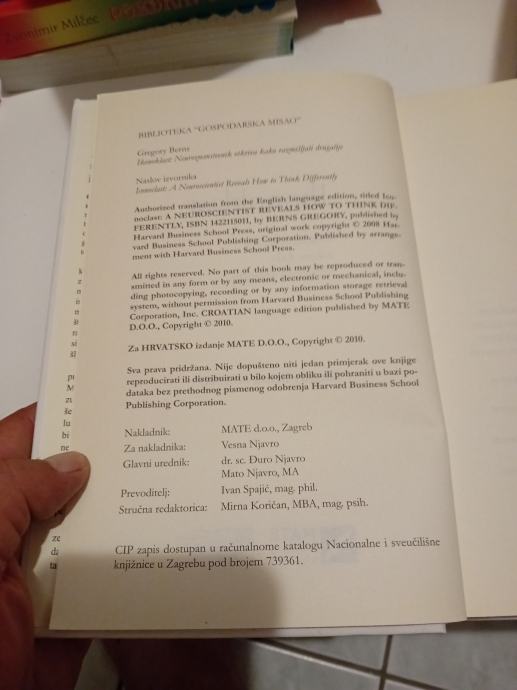 Zvonimir Milčec
BIBLIOTEKA "GOSPODARSKA MISAO"
Gregory Berns
Ikonoklast: Neuroznanstvenik otkriva kako razmišljati drugačije
Naslov izvornika
Iconoclast: A Neuroscientist Reveals How to Think Differently
Authorized translation from the English language edition, titled Ico-
noclast: A NEUROSCIENTIST REVEALS HOW TO THINK DIF-
FERENTLY, ISBN 1422115011, by BERNS GREGORY, published by
Harvard Business School Press, original work copyright © 2008 Har-
vard Business School Publishing Corporation. Published by arrange-
ment with Harvard Business School Press.
All rights reserved. No part of this book may be reproduced or tran-
smitted in any form or by any means, electronic or mechanical, inclu-
ding photocopying, recording or by any information storage retrieval
system, without permission from Harvard Business School Publishing
Corporation, Inc. CROATIAN language edition published by MATE
D.O.O., Copyright © 2010.
Za HRVATSKO izdanje MATE D.O.O., Copyright © 2010.
Sva prava pridržana. Nije dopušteno niti jedan primjerak ove knjige
reproducirati ili distribuirati u bilo kojem obliku ili pohraniti u bazi po-
dataka bez prethodnog pismenog odobrenja Harvard Business School
Publishing Corporation.
Nakladnik: MATE d.o.o., Zagreb
Za nakladnika: Vesna Njavro
Glavni urednik: dr. sc. Đuro Njavro
Mato Njavro, MA
Prevoditelj: Ivan Spajić, mag. phil.
Stručna redaktorica: Mirna Koričan, MBA, mag. psih.
CIP zapis dostupan u računalnome katalogu Nacionalne i sveučilišne
knjižnice u Zagrebu pod brojem 739361.